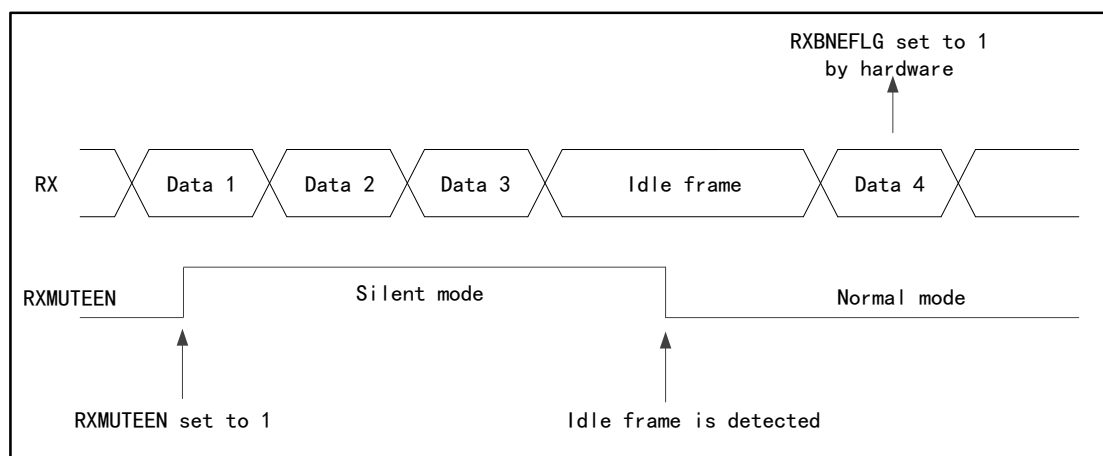 RXBNEFLG set to 1
by hardware
RX
Data 1
Data 2
Data 3
Idle frame
Data 4
RXMUTEEN
Silent mode
Normal mode
RXMUTEEN set to 1
Idle frame is detected